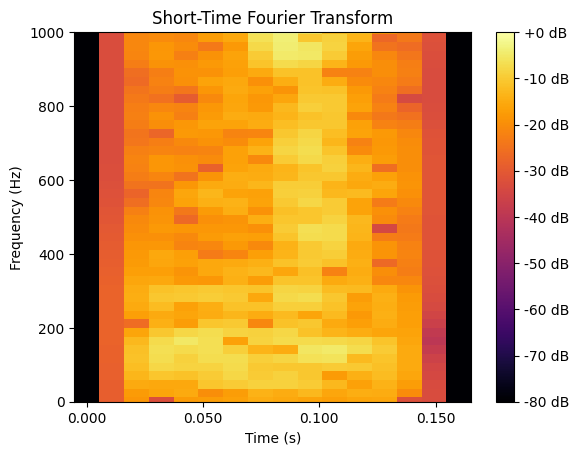 Short-Time Fourier Transform
Frequency (Hz)
1000
800
600
400
200
0
0.000 0.050 0.100 0.150
Time (s)
+0 dB
-10 dB
-20 dB
-30 dB
-40 dB
-50 dB
-60 dB
-70 dB
-80 dB